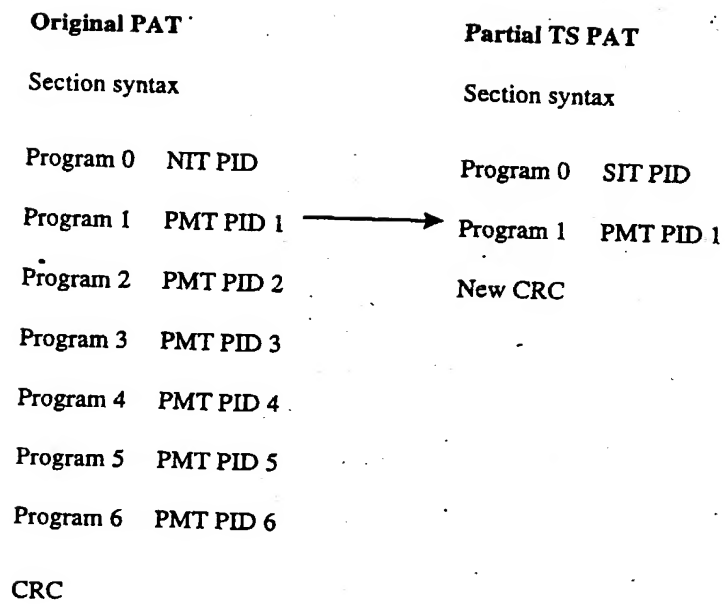 Original PAT
Section syntax
Program 0 NIT PID
Program 1 PMT PID 1
Program 2 PMT PID 2
Program 3 PMT PID 3
Program 4 PMT PID 4
Program 5 PMT PID 5
Program 6 PMT PID 6
CRC
Partial TS PAT
Section syntax
Program 0 SIT PID
Program 1 PMT PID 1
New CRC